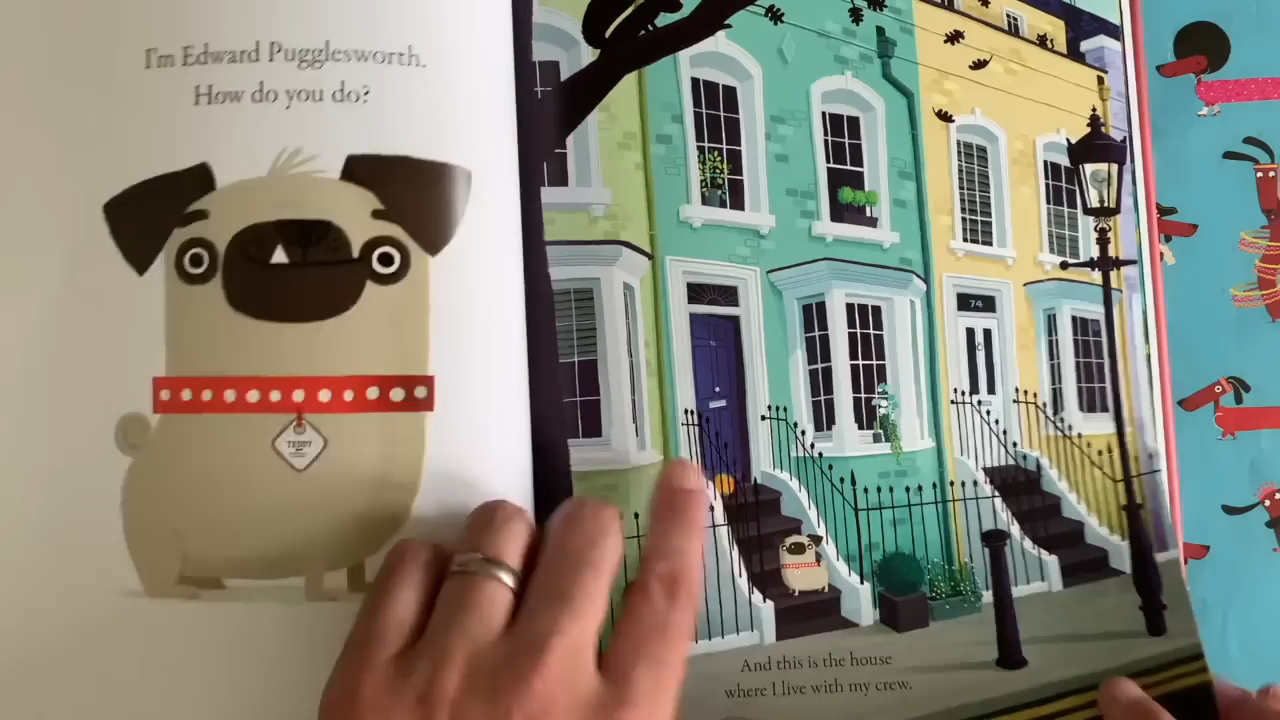 I'm Edward Pugglesworth.
How do you do?
TEDDY
74
And this is the house
where I live with my crew.